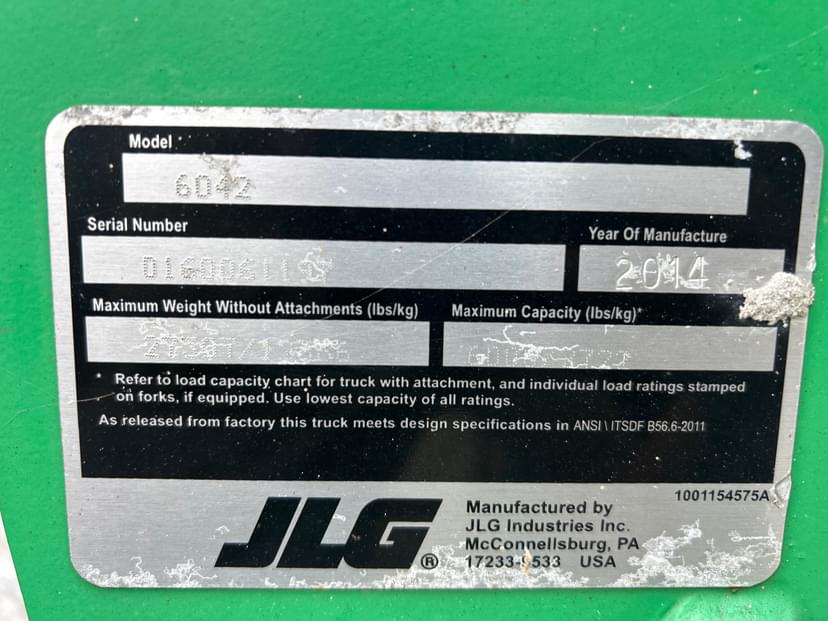 Model
6042
Serial Number
Year Of Manufacture
2014
Maximum Weight Without Attachments (lbs/kg)
Maximum Capacity (lbs/kg)*
* Refer to load capacity chart for truck with attachment, and individual load ratings stamped
on forks, if equipped. Use lowest capacity of all ratings.
As released from factory this truck meets design specifications in ANSI \ ITSDF B56.6-2011
1001154575A
JLG®
Manufactured by
JLG Industries Inc.
McConnellsburg, PA
17233-9533 USA